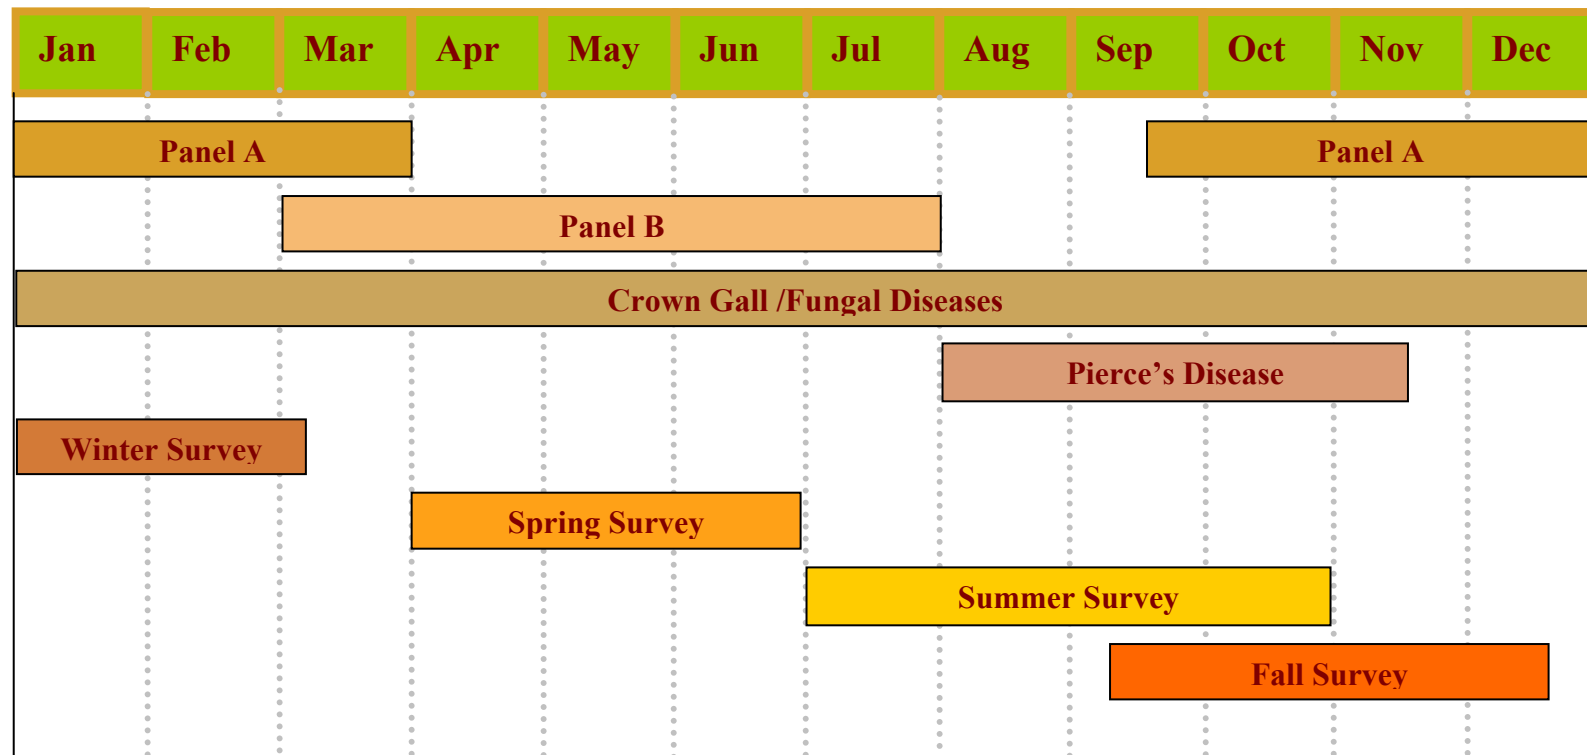 Jan Feb Mar Apr May Jun Jul Aug Sep Oct Nov Dec
Panel A Panel A
Panel B
Crown Gall /Fungal Diseases
Pierce’s Disease
Winter Survey
Spring Survey
Summer Survey
Fall Survey